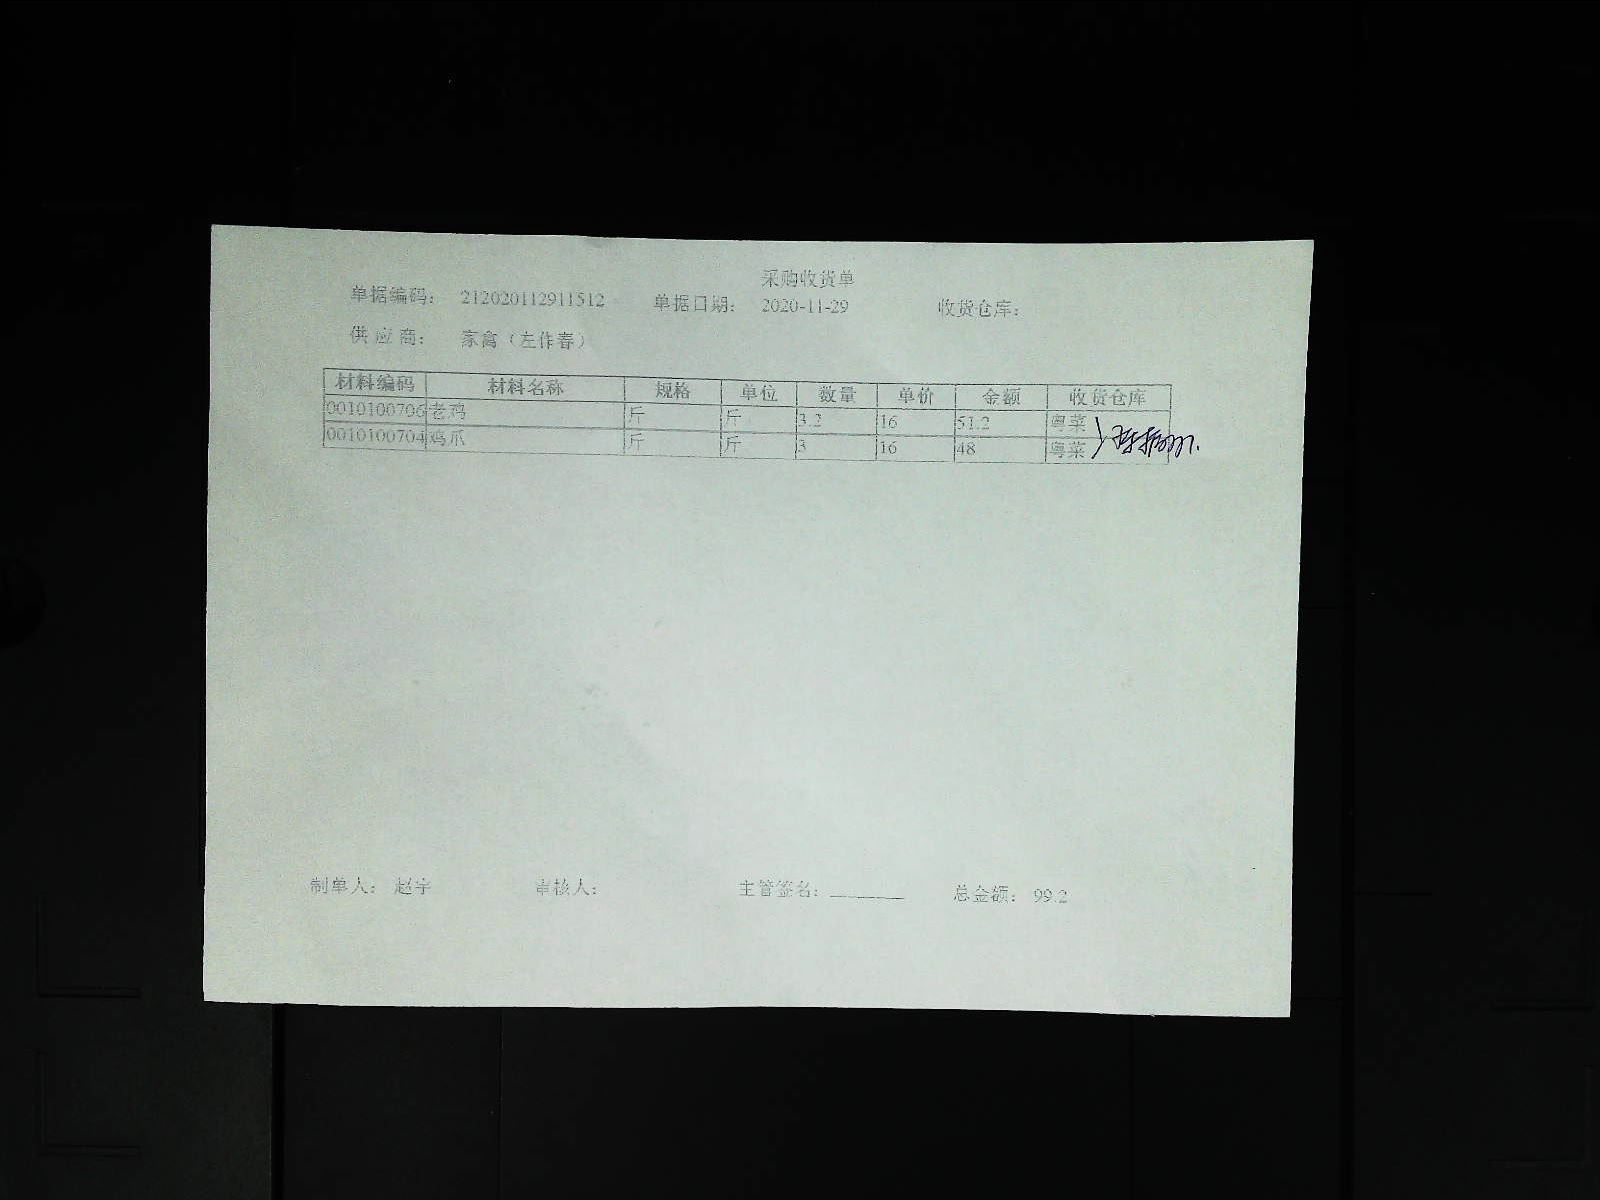 采购收货单
单据编码： 212020112911512 单据日期： 2020-11-29 收货仓库：
供 应 商： 家禽（左作春）
材料编码 材料名称 规格 单位 数量 单价 金额 收货仓库
0010100706 老鸡 斤 斤 3.2 16 51.2 粤菜
0010100704 鸡爪 斤 斤 3 16 48 粤菜
制单人： 赵宇 审核人： 主管签名：________ 总金额： 99.2